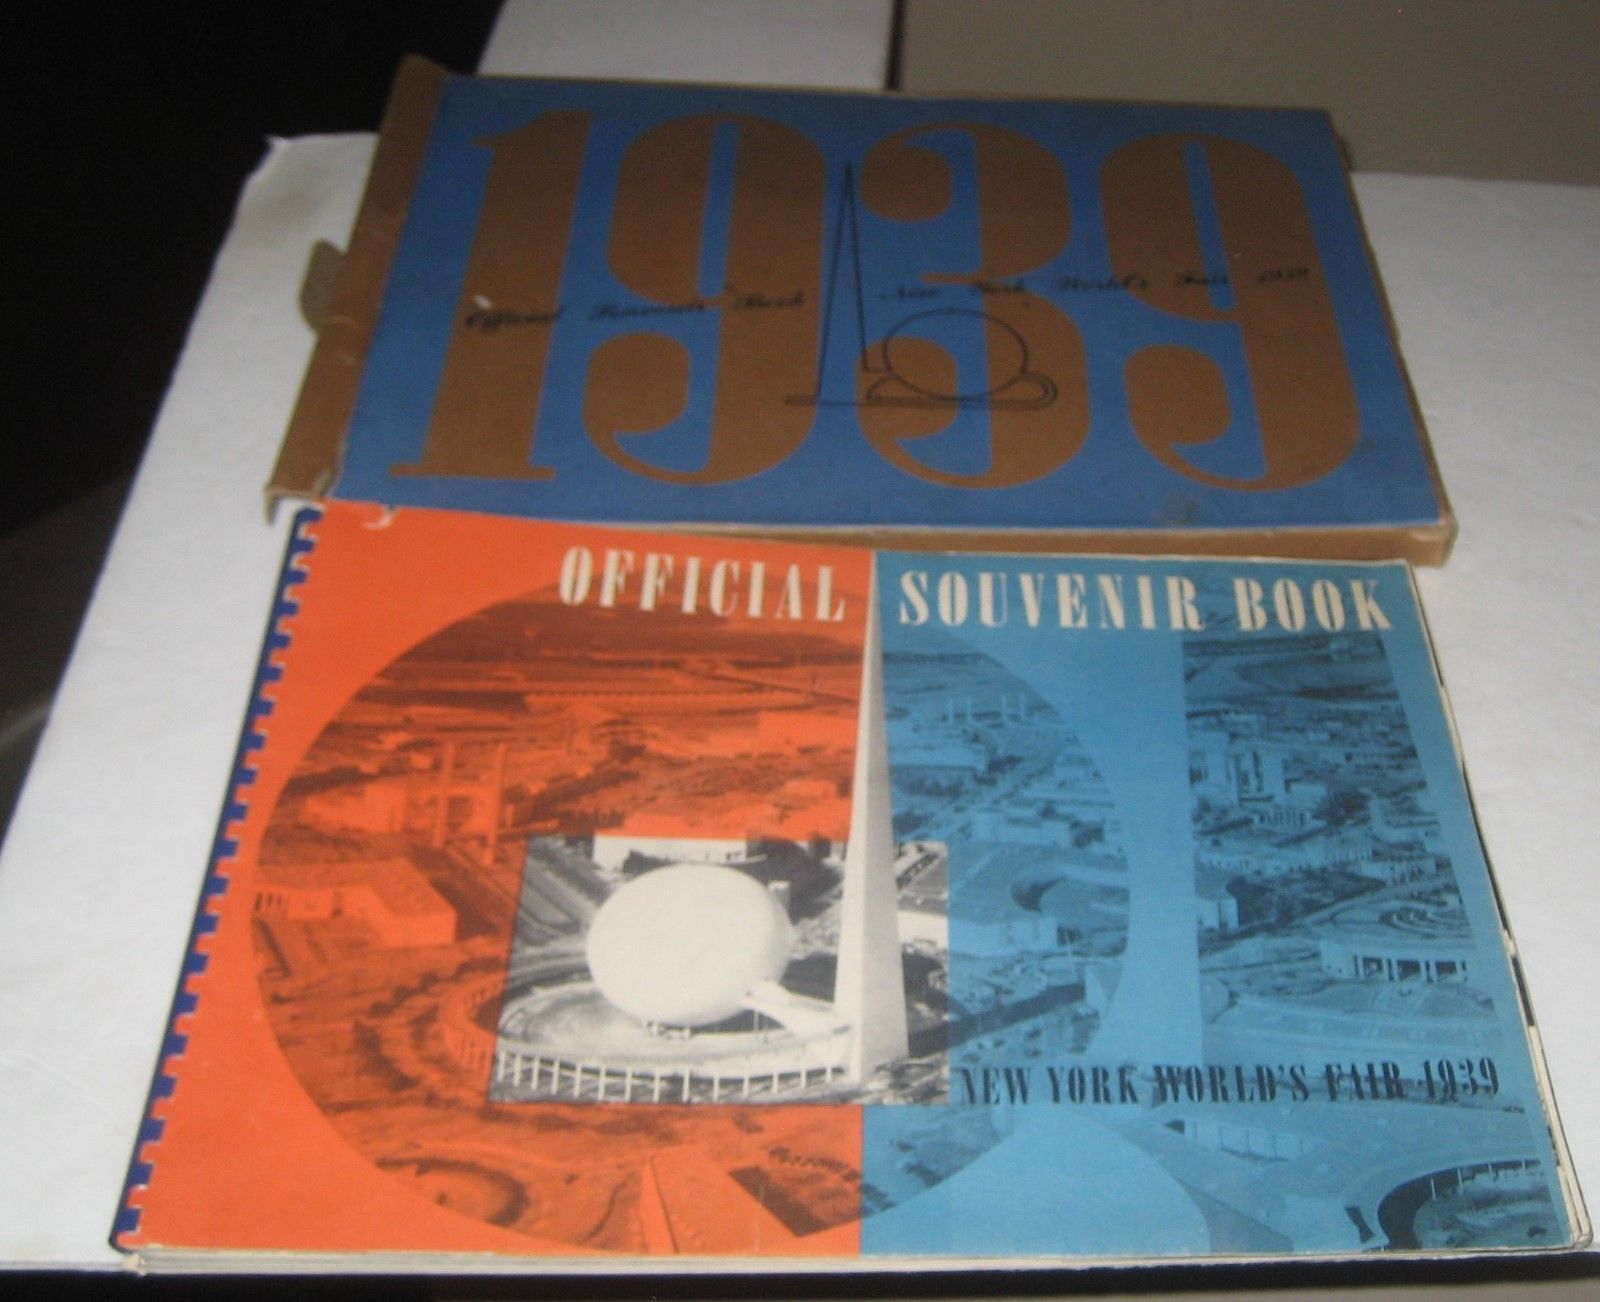 1939
Official Souvenir Book New York World's Fair 1939
OFFICIAL SOUVENIR BOOK
NEW YORK WORLD'S FAIR 1939